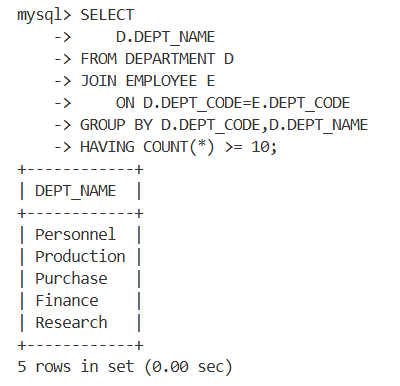 mysql> SELECT
    ->     D.DEPT_NAME
    -> FROM DEPARTMENT D
    -> JOIN EMPLOYEE E
    ->     ON D.DEPT_CODE=E.DEPT_CODE
    -> GROUP BY D.DEPT_CODE,D.DEPT_NAME
    -> HAVING COUNT(*) >= 10;
+------------+
| DEPT_NAME  |
+------------+
| Personnel  |
| Production |
| Purchase   |
| Finance    |
| Research   |
+------------+
5 rows in set (0.00 sec)